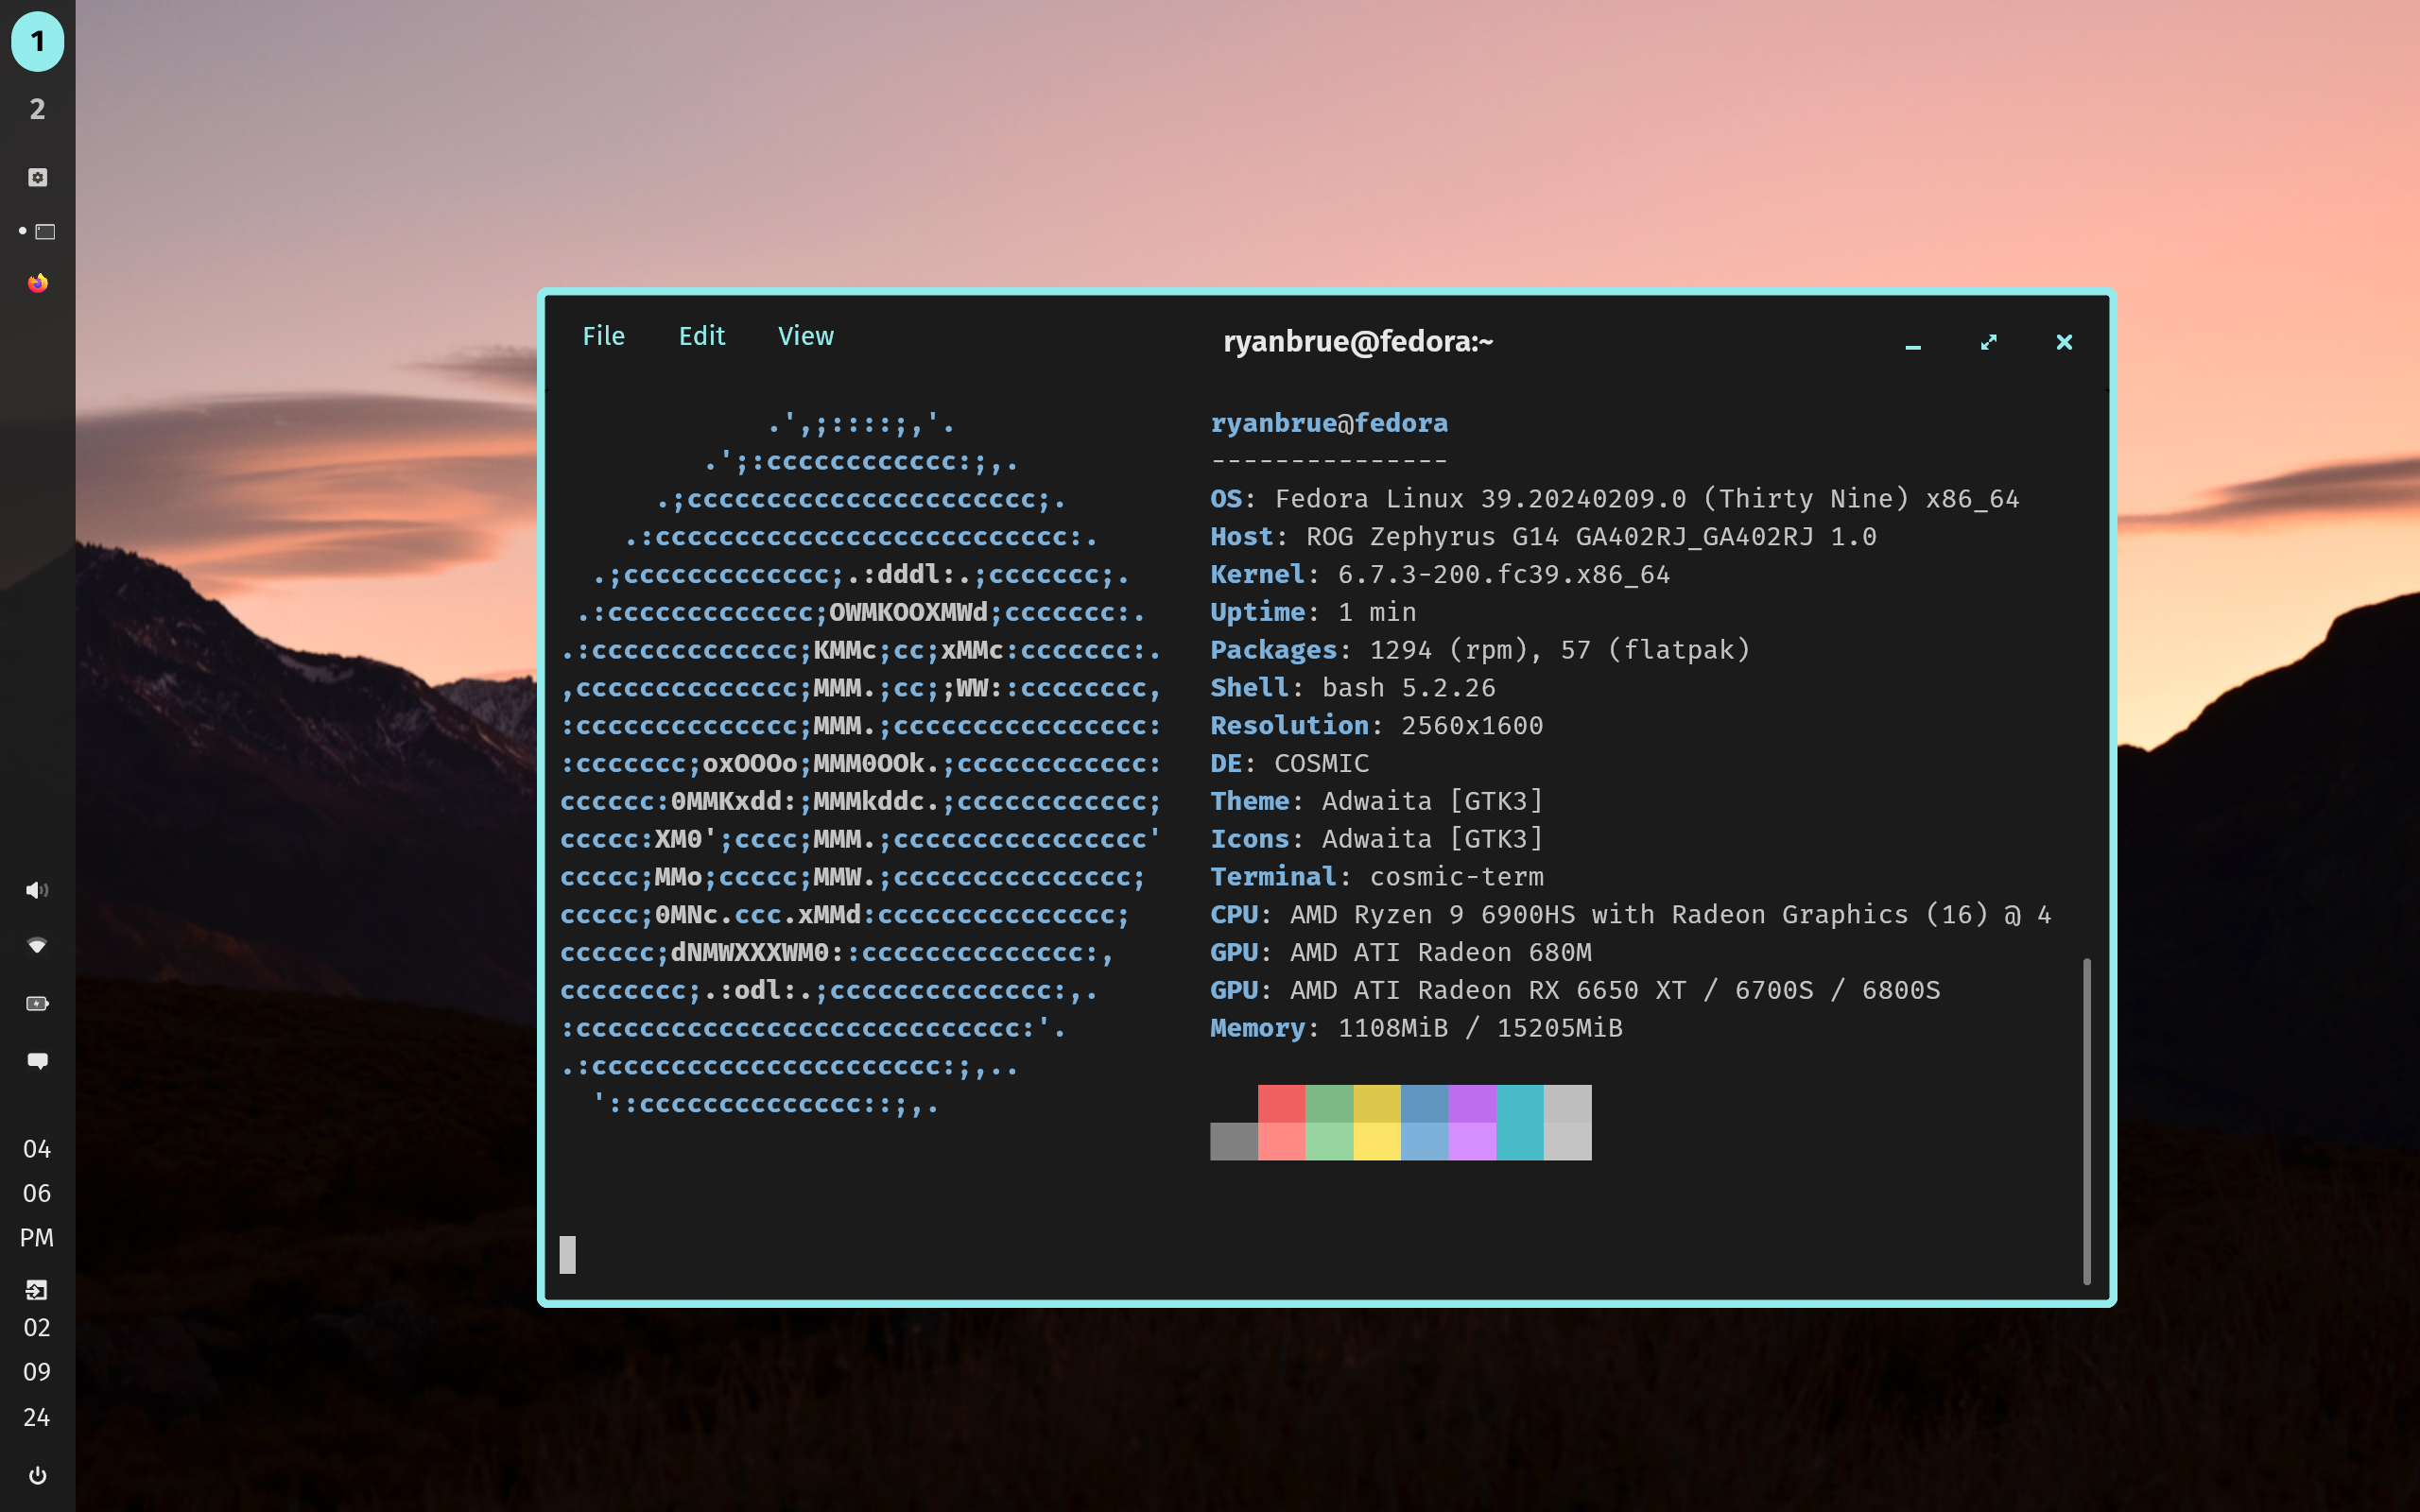 1
2
04
06
PM
02
09
24
File Edit View ryanbrue@fedora:~
.',;::::;,'. ryanbrue@fedora
.';:cccccccccccc:;,. ---------------
.;cccccccccccccccccccccc;. OS: Fedora Linux 39.20240209.0 (Thirty Nine) x86_64
.:cccccccccccccccccccccccccc:. Host: ROG Zephyrus G14 GA402RJ_GA402RJ 1.0
.;ccccccccccccc;.:dddl:.;ccccccc;. Kernel: 6.7.3-200.fc39.x86_64
.:ccccccccccccc;OWMKOOXMWd;ccccccc:. Uptime: 1 min
.:ccccccccccccc;KMMc;cc;xMMc:ccccccc:. Packages: 1294 (rpm), 57 (flatpak)
,cccccccccccccc;MMM.;cc;;WW::cccccccc, Shell: bash 5.2.26
:cccccccccccccc;MMM.;cccccccccccccccc: Resolution: 2560x1600
:ccccccc;oxOOOo;MMM0OOk.;cccccccccccc: DE: COSMIC
cccccc:0MMKxdd:;MMMkddc.;cccccccccccc; Theme: Adwaita [GTK3]
ccccc:XM0';cccc;MMM.;cccccccccccccccc' Icons: Adwaita [GTK3]
ccccc;MMo;ccccc;MMW.;ccccccccccccccc; Terminal: cosmic-term
ccccc;0MNc.ccc.xMMd:ccccccccccccccc; CPU: AMD Ryzen 9 6900HS with Radeon Graphics (16) @ 4
cccccc;dNMWXXXWM0::cccccccccccccc:, GPU: AMD ATI Radeon 680M
cccccccc;.:odl:.;cccccccccccccc:,. GPU: AMD ATI Radeon RX 6650 XT / 6700S / 6800S
:cccccccccccccccccccccccccccc:'. Memory: 1108MiB / 15205MiB
.:cccccccccccccccccccccc:;,..
'::cccccccccccccc::;,.